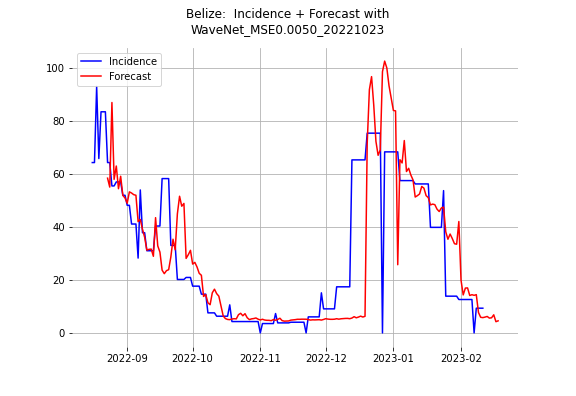 Belize:  Incidence + Forecast with
WaveNet_MSE0.0050_20221023
Incidence
Forecast
100
80
60
40
20
0
2022-09 2022-10 2022-11 2022-12 2023-01 2023-02